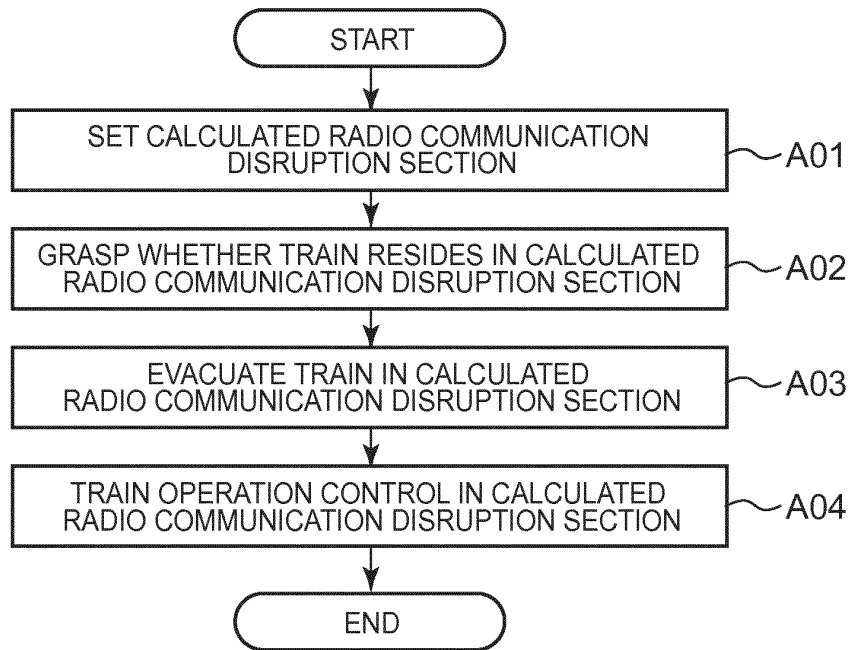 START
SET CALCULATED RADIO COMMUNICATION
DISRUPTION SECTION
A01
GRASP WHETHER TRAIN RESIDES IN CALCULATED
RADIO COMMUNICATION DISRUPTION SECTION
A02
EVACUATE TRAIN IN CALCULATED
RADIO COMMUNICATION DISRUPTION SECTION
A03
TRAIN OPERATION CONTROL IN CALCULATED
RADIO COMMUNICATION DISRUPTION SECTION
A04
END